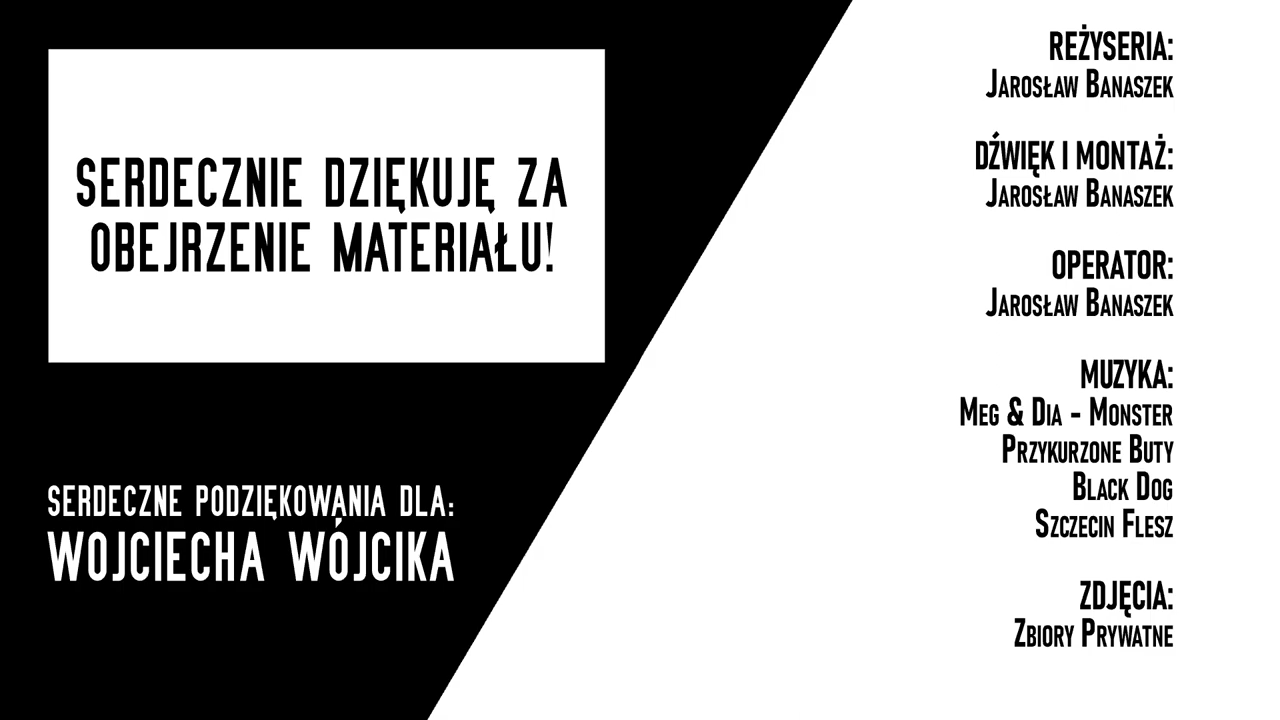 SERDECZNIE DZIĘKUJĘ ZA
OBEJRZENIE MATERIAŁU!
SERDECZNE PODZIĘKOWANIA DLA:
WOJCIECHA WÓJCIKA
REŻYSERIA:
JAROSŁAW BANASZEK
DŹWIĘK I MONTAŻ:
JAROSŁAW BANASZEK
OPERATOR:
JAROSŁAW BANASZEK
MUZYKA:
MEG & DIA - MONSTER
PRZYKURZONE BUTY
BLACK DOG
SZCZECIN FLESZ
ZDJĘCIA:
ZBIORY PRYWATNE